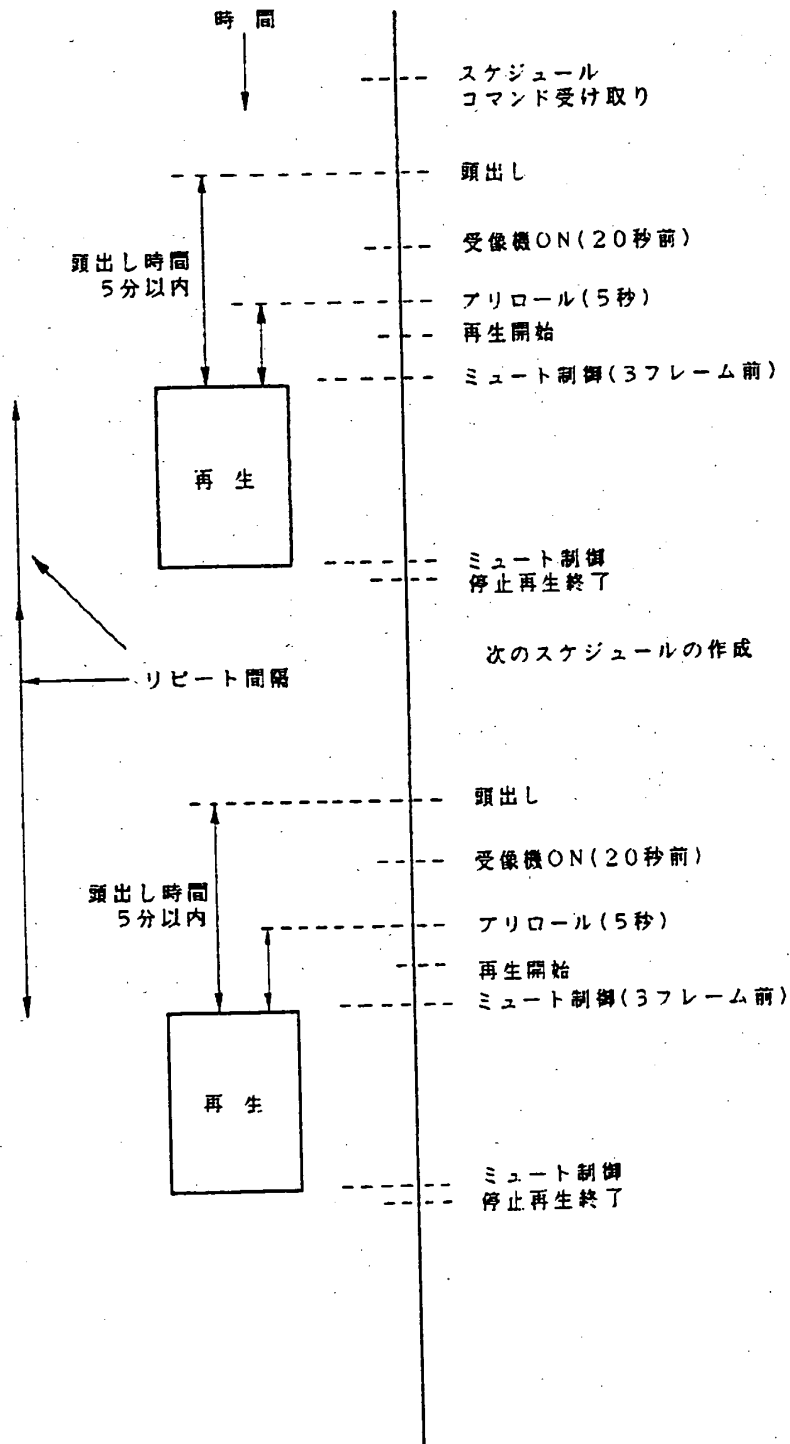 時間
スケジュール
コマンド受け取り
頭出し
受像機ON(20秒前)
頭出し時間
5分以内
プリロール(5秒)
再生開始
ミュート制御(3フレーム前)
再生
ミュート制御
停止再生終了
次のスケジュールの作成
リピート間隔
頭出し
受像機ON(20秒前)
頭出し時間
5分以内
プリロール(5秒)
再生開始
ミュート制御(3フレーム前)
再生
ミュート制御
停止再生終了